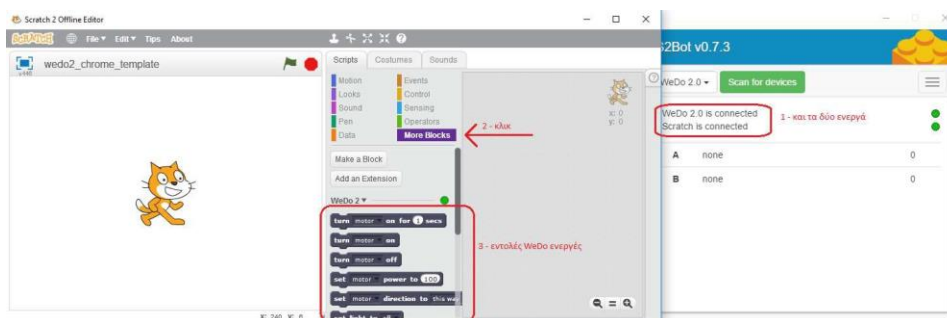 Scratch 2 Offline Editor
SCRATCH File Edit Tips About
wedo2_chrome_template
v446
Scripts Costumes Sounds
Motion Events
Looks Control
Sound Sensing
Pen Operators
Data More Blocks
2 - κλικ
Make a Block
Add an Extension
WeDo 2
turn motor on for 1 secs
turn motor on
turn motor off
set motor power to 100
set motor direction to this way
3 - εντολές WeDo ενεργές
x: 0
y: 0
S2Bot v0.7.3
WeDo 2.0 Scan for devices
WeDo 2.0 is connected
Scratch is connected
1 - και τα δύο ενεργά
A none 0
B none 0